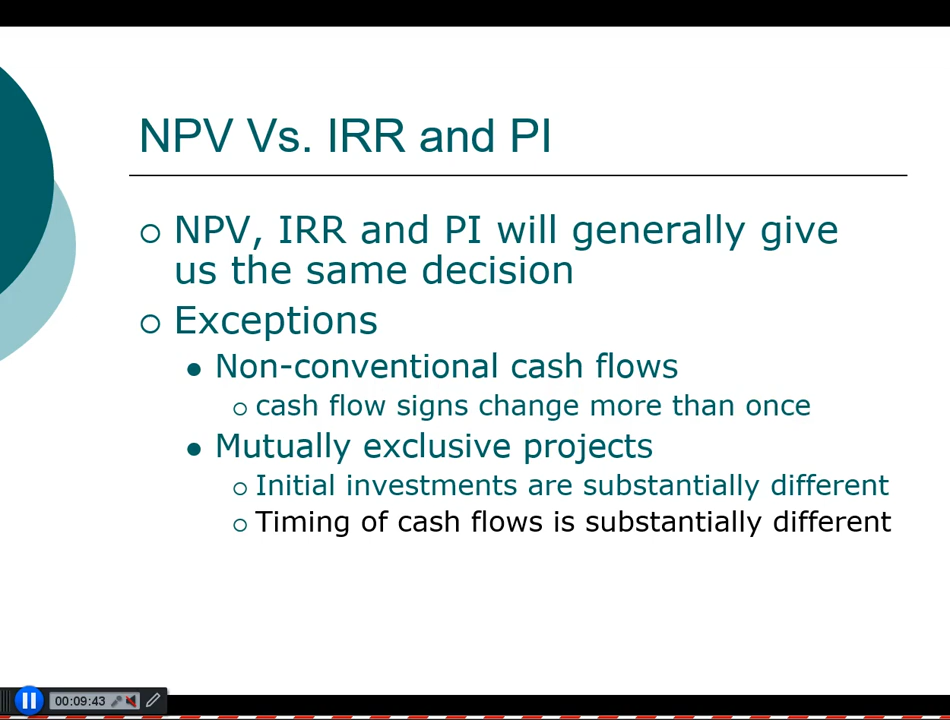 NPV Vs. IRR and PI
NPV, IRR and PI will generally give
us the same decision
Exceptions
Non-conventional cash flows
cash flow signs change more than once
Mutually exclusive projects
Initial investments are substantially different
Timing of cash flows is substantially different
00:09:43